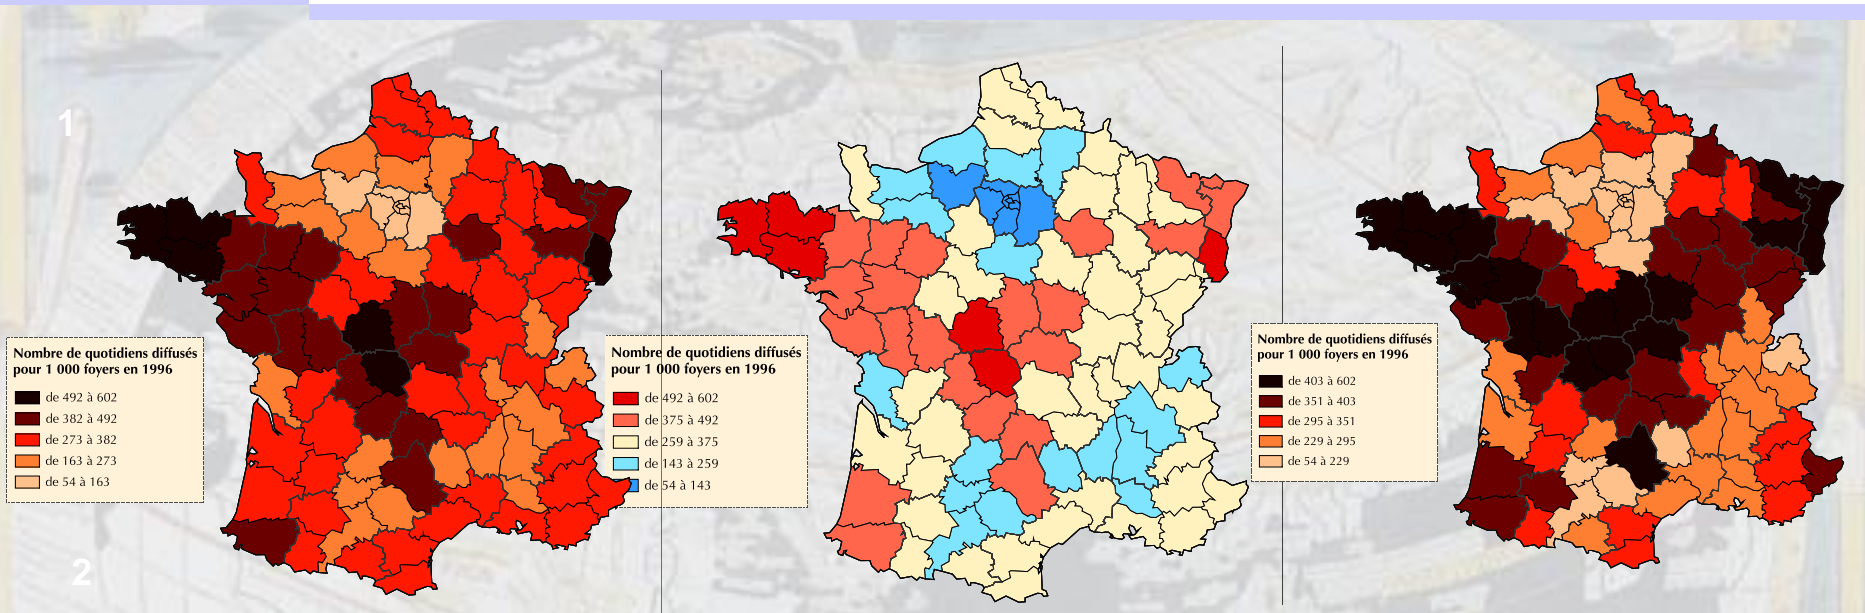 1
2
Nombre de quotidiens diffusés
pour 1 000 foyers en 1996
de 492 à 602
de 382 à 492
de 273 à 382
de 163 à 273
de 54 à 163
Nombre de quotidiens diffusés
pour 1 000 foyers en 1996
de 492 à 602
de 375 à 492
de 259 à 375
de 143 à 259
de 54 à 143
Nombre de quotidiens diffusés
pour 1 000 foyers en 1996
de 403 à 602
de 351 à 403
de 295 à 351
de 229 à 295
de 54 à 229